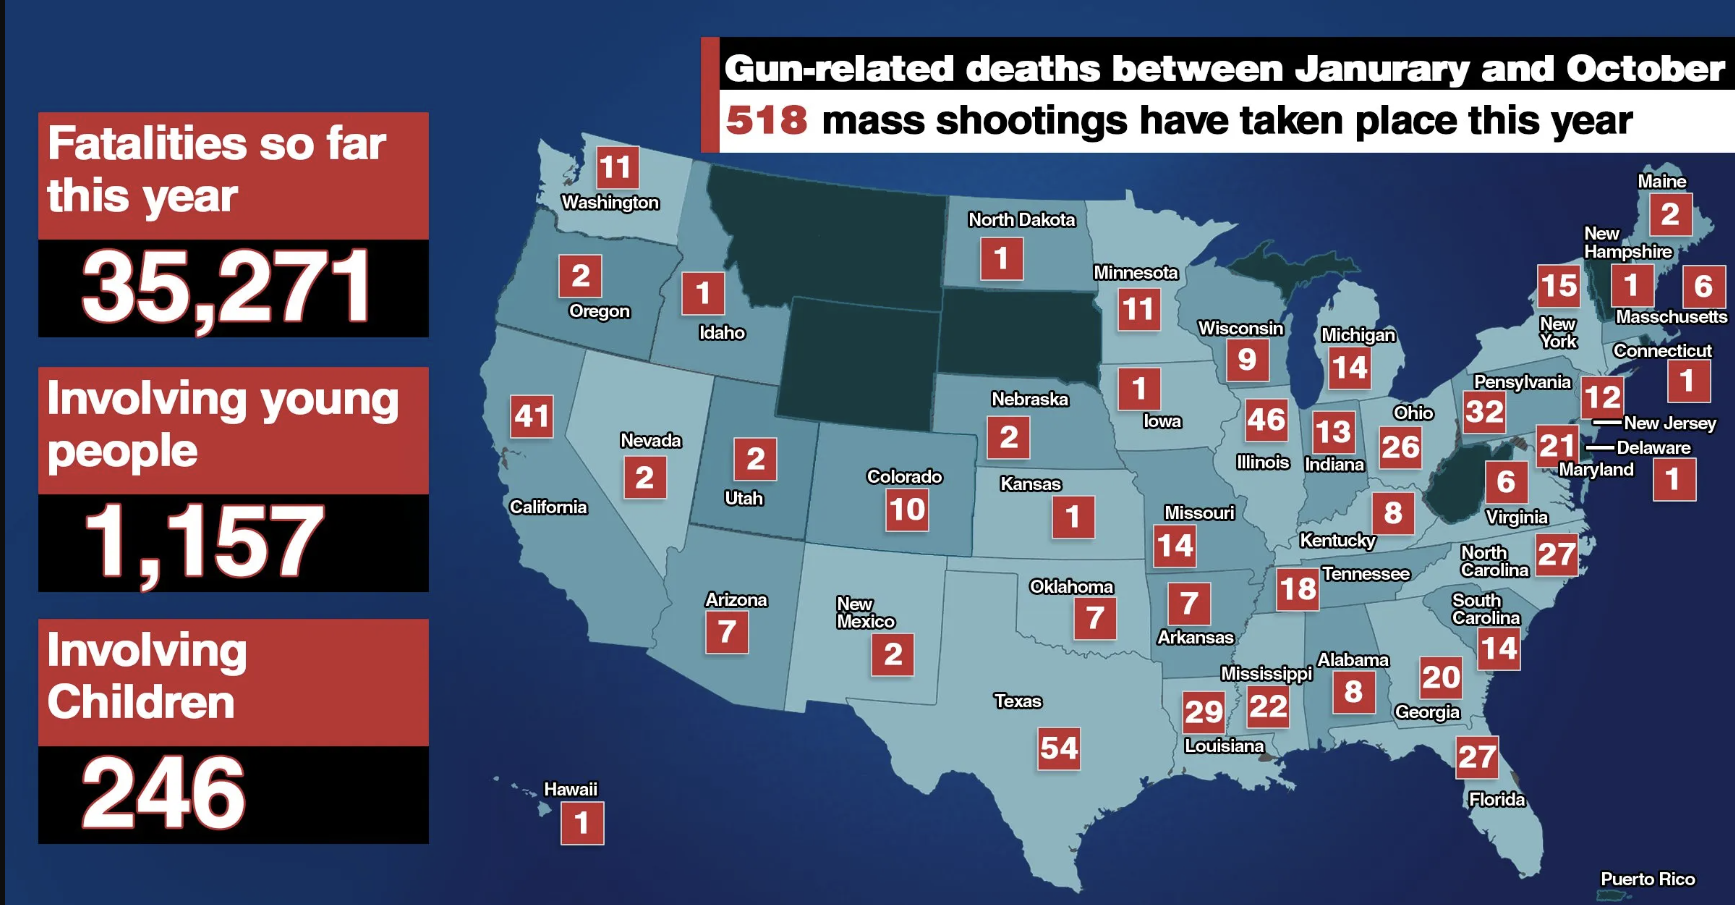 Gun-related deaths between Janurary and October
518 mass shootings have taken place this year
Fatalities so far
this year
35,271
Involving young
people
1,157
Involving
Children
246
11
Washington
2
Oregon
1
Idaho
North Dakota
1
Minnesota
11
Wisconsin
9
Michigan
14
Maine
2
New
Hampshire
1
6
Masschusetts
15
New
York
Connecticut
1
Pensylvania
32
12
New Jersey
Delaware
1
21
Maryland
41
California
Nevada
2
2
Utah
Colorado
10
Nebraska
2
Kansas
1
1
Iowa
46
Illinois
13
Indiana
Ohio
26
6
Virginia
8
Kentucky
Missouri
14
North
Carolina
27
18
Tennessee
South
Carolina
14
Arizona
7
New
Mexico
2
Oklahoma
7
7
Arkansas
Texas
54
29
Louisiana
Mississippi
22
Alabama
8
20
Georgia
27
Florida
Hawaii
1
Puerto Rico